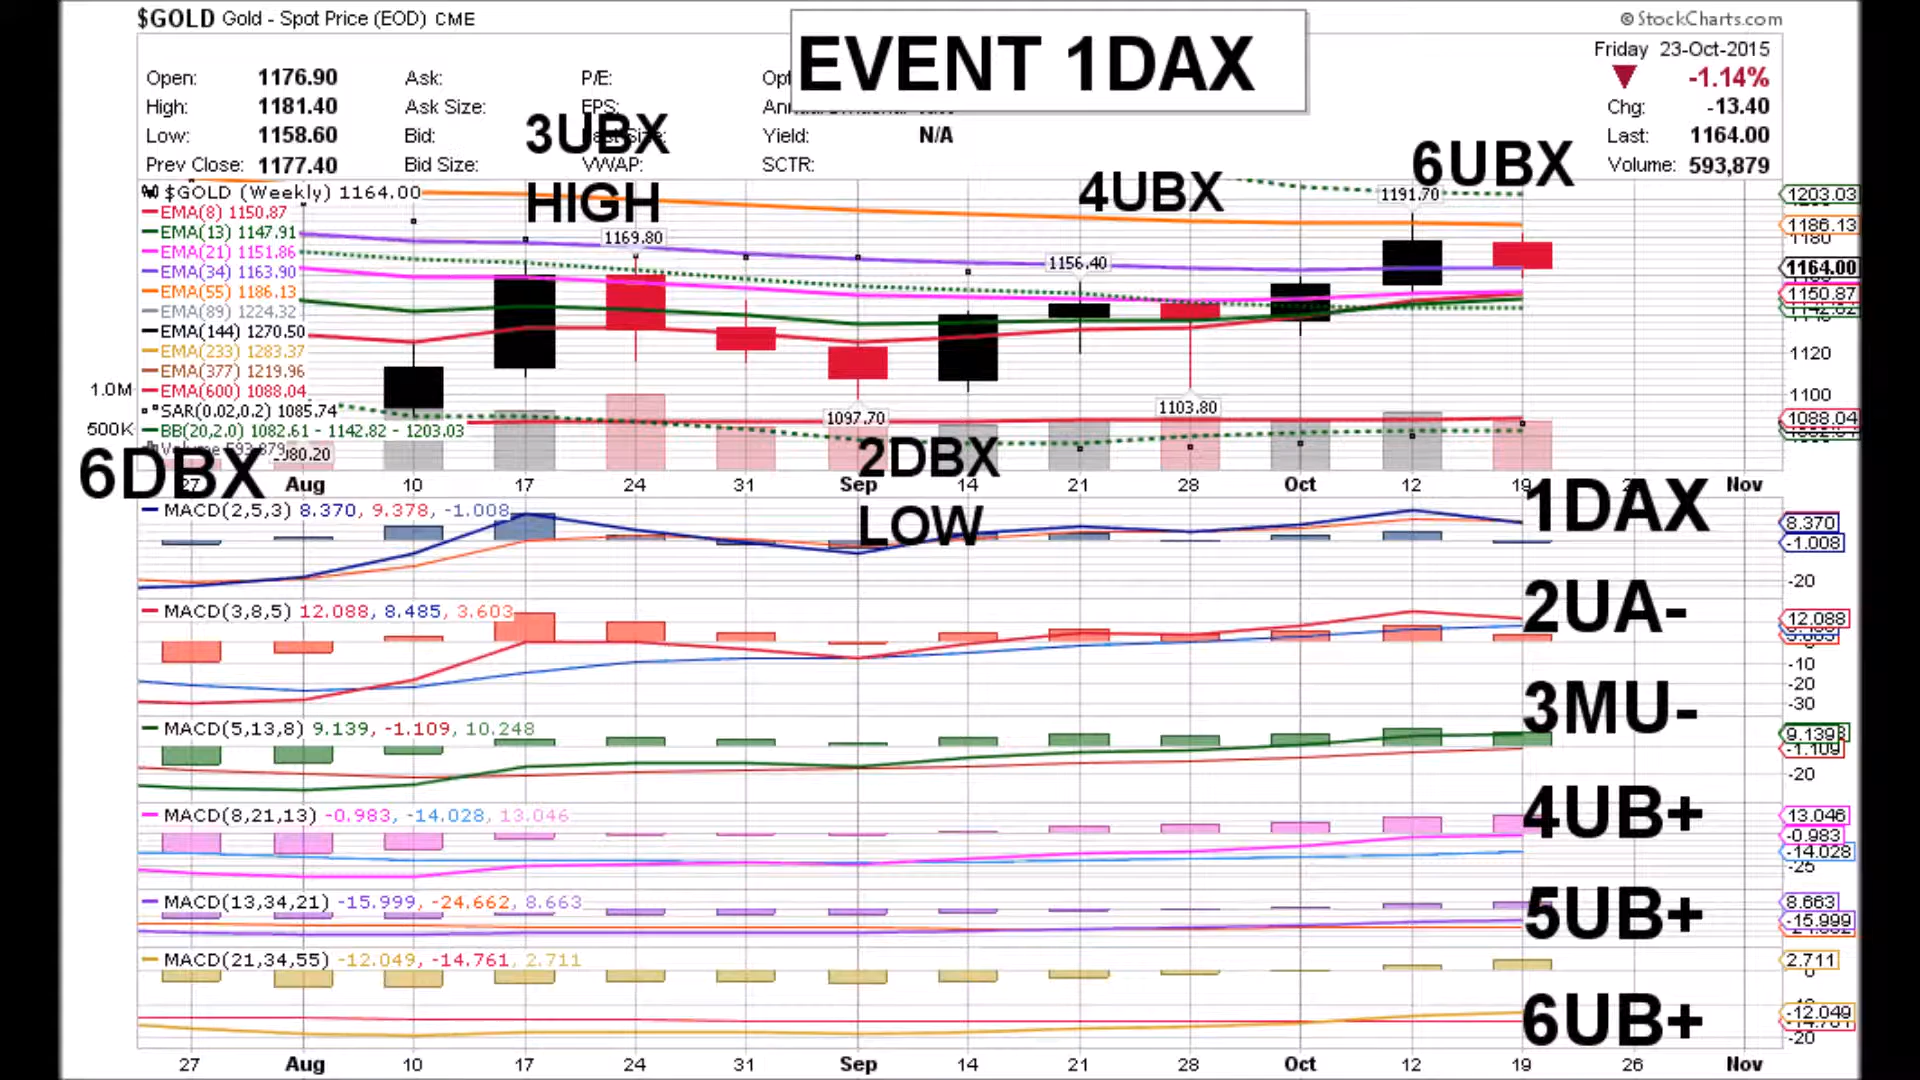 $GOLD Gold - Spot Price (EOD) CME
© StockCharts.com
EVENT 1DAX
Friday 23-Oct-2015
Open: 1176.90 Ask: P/E: -1.14%
High: 1181.40 Ask Size: EPS: Chg: -13.40
Low: 1158.60 Bid: Yield: N/A Last: 1164.00
Prev Close: 1177.40 Bid Size: VWAP: SCTR: Volume: 593,879
3UBX
HIGH
4UBX
6UBX
$GOLD (Weekly) 1164.00
EMA(8) 1150.87
EMA(13) 1147.91
EMA(21) 1151.86
EMA(34) 1163.90
EMA(55) 1186.13
EMA(89) 1224.32
EMA(144) 1270.50
EMA(233) 1283.37
EMA(377) 1219.96
EMA(600) 1088.04
SAR(0.02,0.2) 1085.74
BB(20,2.0) 1082.61 - 1142.82 - 1203.03
Volume 593,879
1.0M
500K
1169.80
1156.40
1191.70
1097.70
1103.80
1203.03
1186.13
1180
1164.00
1150.87
1120
1100
1088.04
6DBX
2DBX
LOW
27 Aug 10 17 24 31 Sep 14 21 28 Oct 12 19 26 Nov
MACD(2,5,3) 8.370, 9.378, -1.008
8.370
-1.008
-20
1DAX
MACD(3,8,5) 12.088, 8.485, 3.603
12.088
-10
-20
-30
2UA-
MACD(5,13,8) 9.139, -1.109, 10.248
-1.109
-20
3MU-
MACD(8,21,13) -0.983, -14.028, 13.046
13.046
-0.983
-14.028
-25
4UB+
MACD(13,34,21) -15.999, -24.662, 8.663
8.663
-15.999
5UB+
MACD(21,34,55) -12.049, -14.761, 2.711
2.711
-12.049
-20
6UB+
27 Aug 10 17 24 31 Sep 14 21 28 Oct 12 19 26 Nov